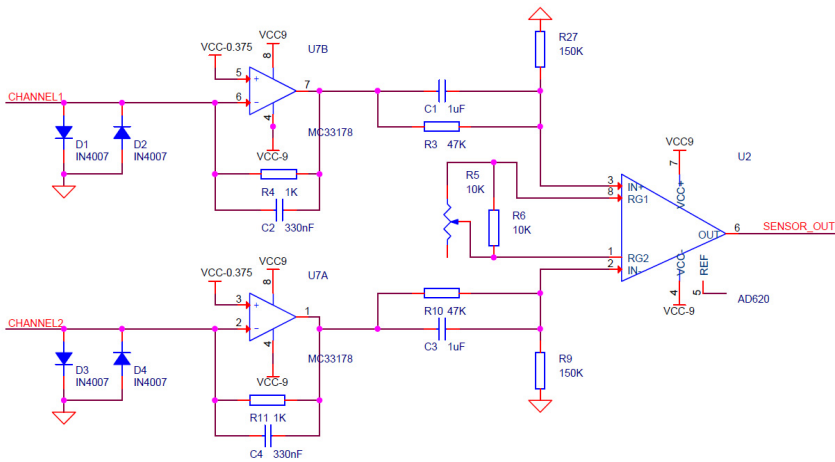 VCC9
U7B
R27
150K
VCC-0.375
8
5
+
7
CHANNEL1
6
−
C1 1uF
4
D1
IN4007
D2
IN4007
MC33178
R3 47K
VCC-9
VCC9
U2
R5
10K
7
R4 1K
3
IN+
VCC+
8
RG1
R6
10K
C2 330nF
OUT
6
SENSOR_OUT
VCC9
1
RG2
VCC-0.375
8
2
IN-
VCC-
REF
3
+
1
4
5
AD620
CHANNEL2
2
−
R10 47K
VCC-9
4
MC33178
C3 1uF
D3
IN4007
D4
IN4007
R9
150K
VCC-9
U7A
R11 1K
C4 330nF